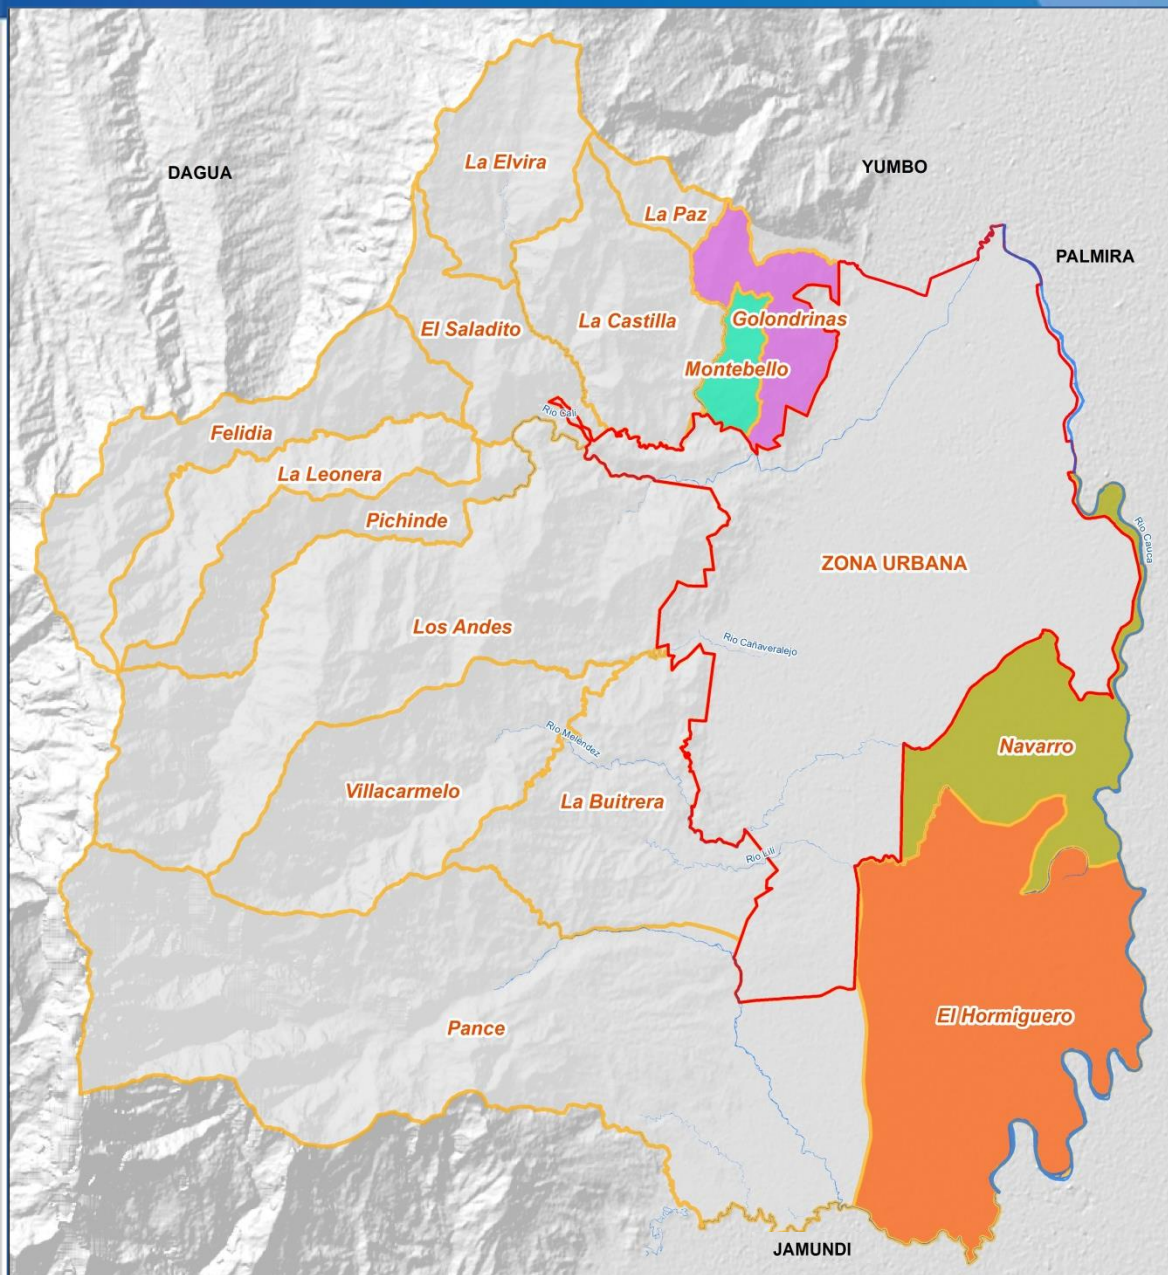 La Elvira
DAGUA
YUMBO
La Paz
PALMIRA
Golondrinas
La Castilla
El Saladito
Montebello
Rio Cali
Felidia
La Leonera
Pichinde
Rio Cauca
ZONA URBANA
Los Andes
Rio Cañaveralejo
Rio Meléndez
Navarro
Villacarmelo
La Buitrera
Rio Lili
El Hormiguero
Pance
JAMUNDI